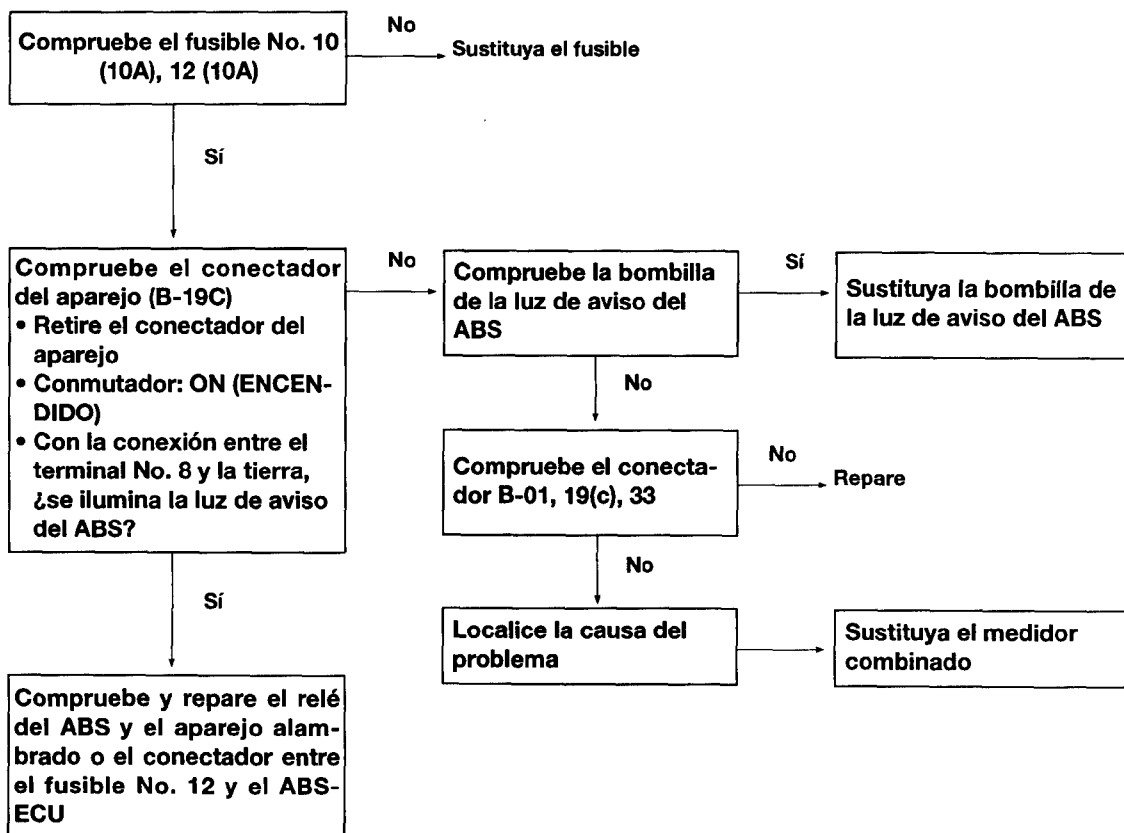 Compruebe el fusible No. 10
(10A), 12 (10A)
No
Sustituya el fusible
Sí
Compruebe el conectador
del aparejo (B-19C)
• Retire el conectador del
aparejo
• Conmutador: ON (ENCEN-
DIDO)
• Con la conexión entre el
terminal No. 8 y la tierra,
¿se ilumina la luz de aviso
del ABS?
No
Compruebe la bombilla
de la luz de aviso del
ABS
Sí
Sustituya la bombilla de
la luz de aviso del ABS
No
Compruebe el conecta-
dor B-01, 19(c), 33
No
Repare
No
Localice la causa del
problema
Sustituya el medidor
combinado
Sí
Compruebe y repare el relé
del ABS y el aparejo alam-
brado o el conectador entre
el fusible No. 12 y el ABS-
ECU